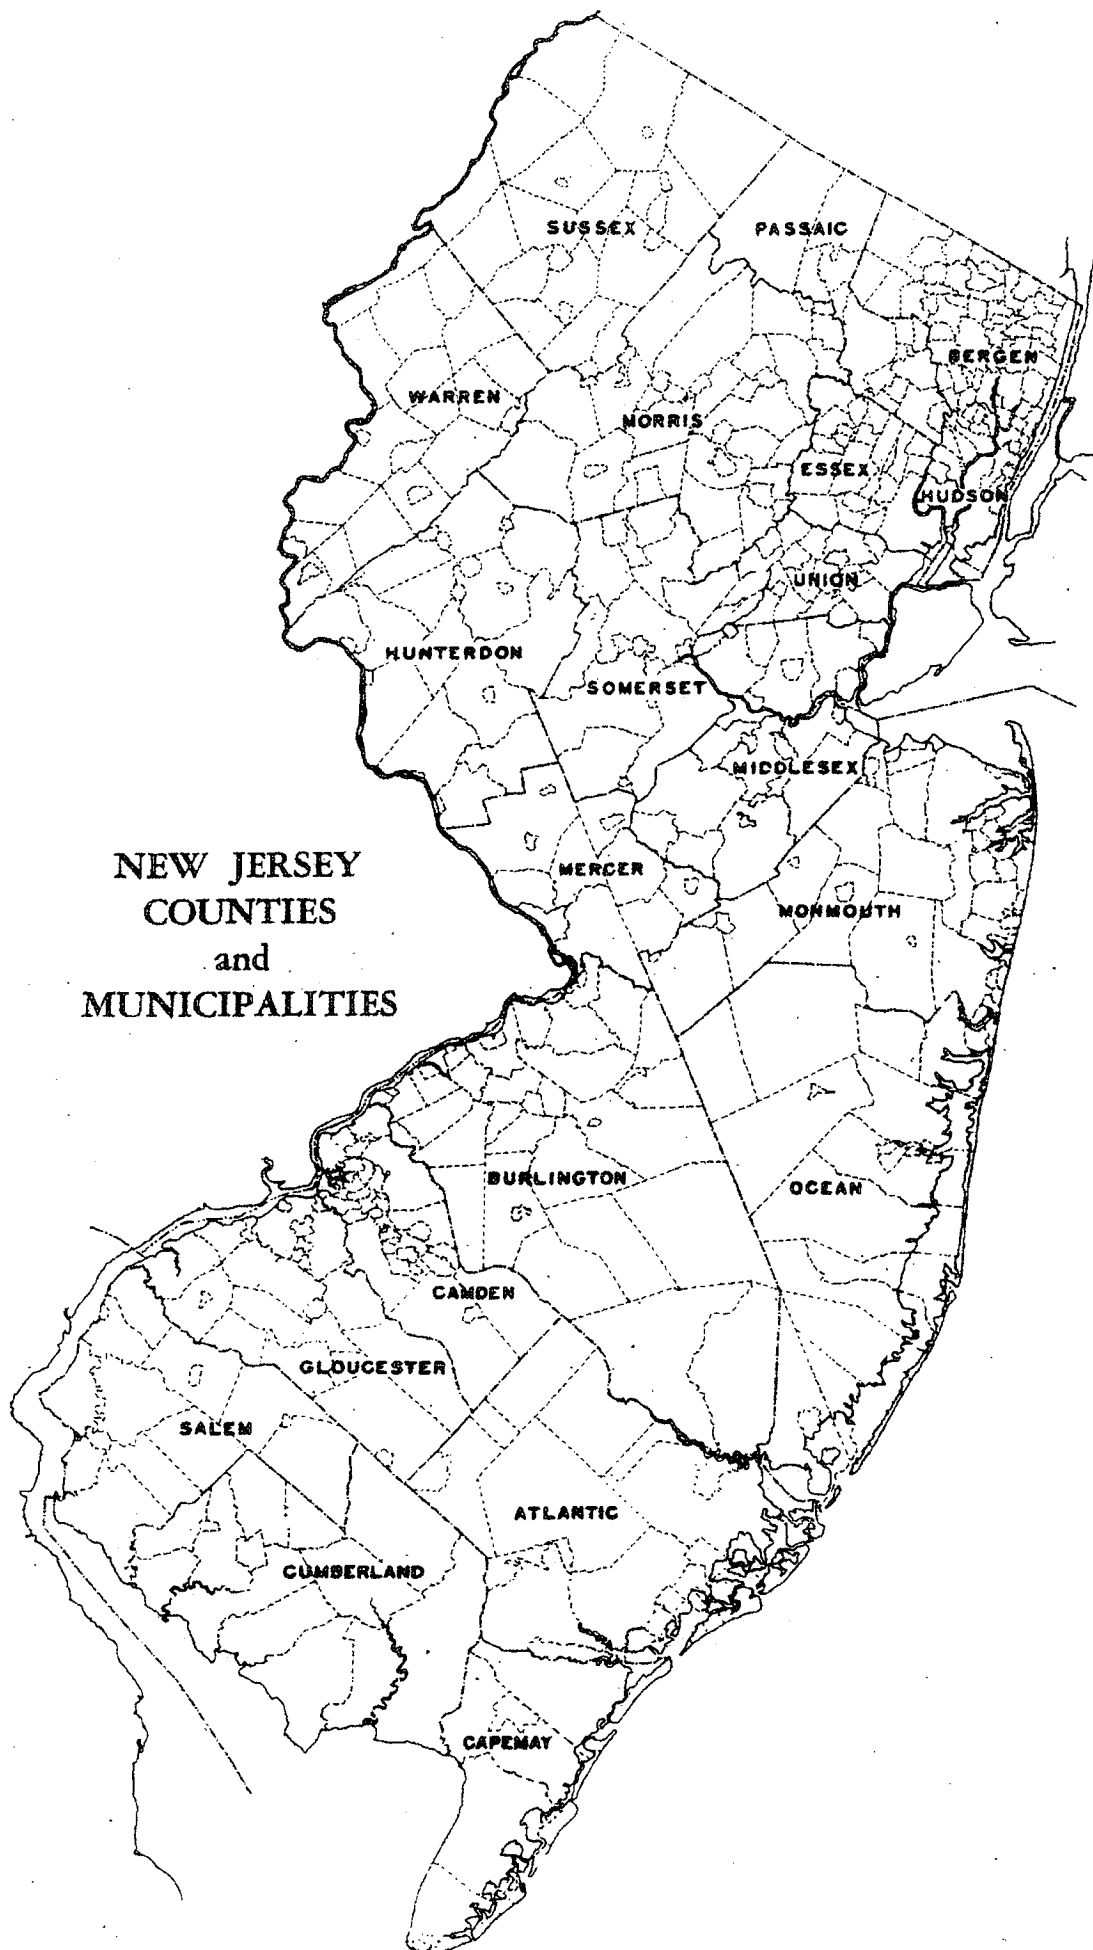 SUSSEX
PASSAIC
BERGEN
WARREN
MORRIS
ESSEX
HUDSON
UNION
HUNTERDON
SOMERSET
MIDDLESEX
NEW JERSEY
COUNTIES
and
MUNICIPALITIES
MERCER
MONMOUTH
BURLINGTON
OCEAN
CAMDEN
GLOUCESTER
SALEM
ATLANTIC
CUMBERLAND
CAPEMAY